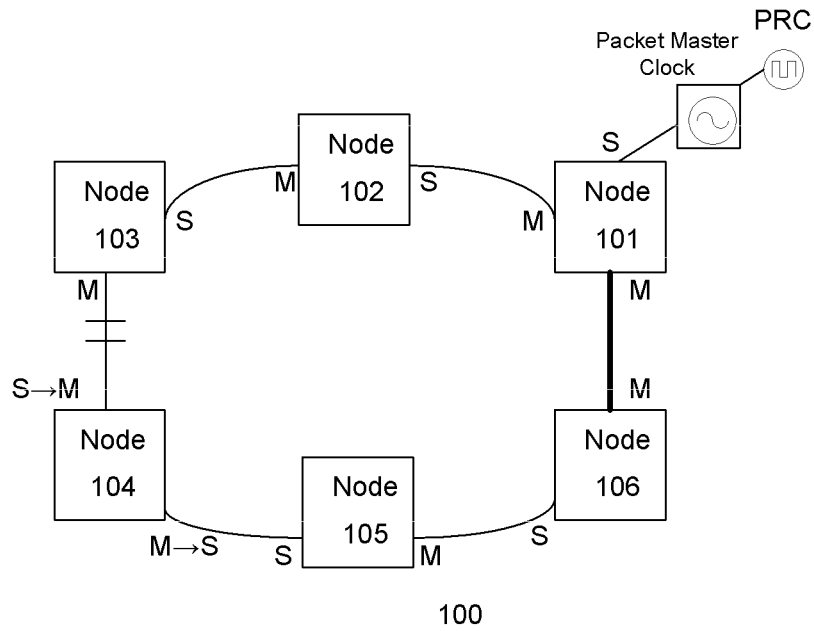 PRC
Packet Master
Clock
S
Node
102
M
S
Node
103
S
Node
101
M
M
M
S→M
M
Node
104
Node
105
Node
106
M→S
S
M
S
100